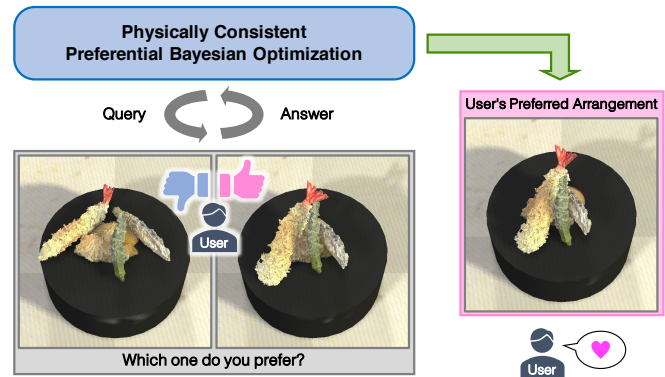 Physically Consistent
Preferential Bayesian Optimization
Query
Answer
User's Preferred Arrangement
User
Which one do you prefer?
User